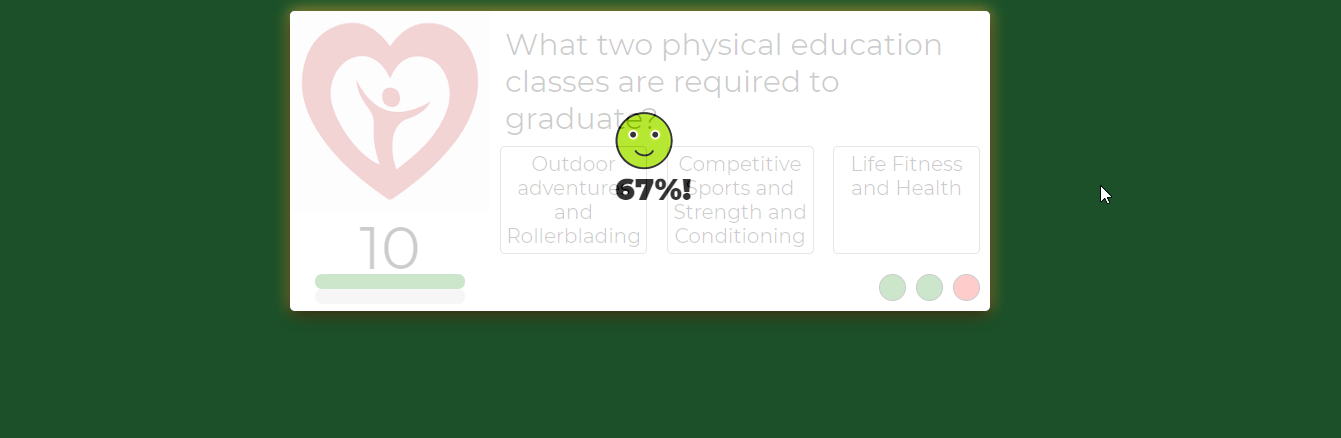 What two physical education
classes are required to
graduate?
Outdoor
adventures
and
Rollerblading
Competitive
Sports and
Strength and
Conditioning
Life Fitness
and Health
67%!
10